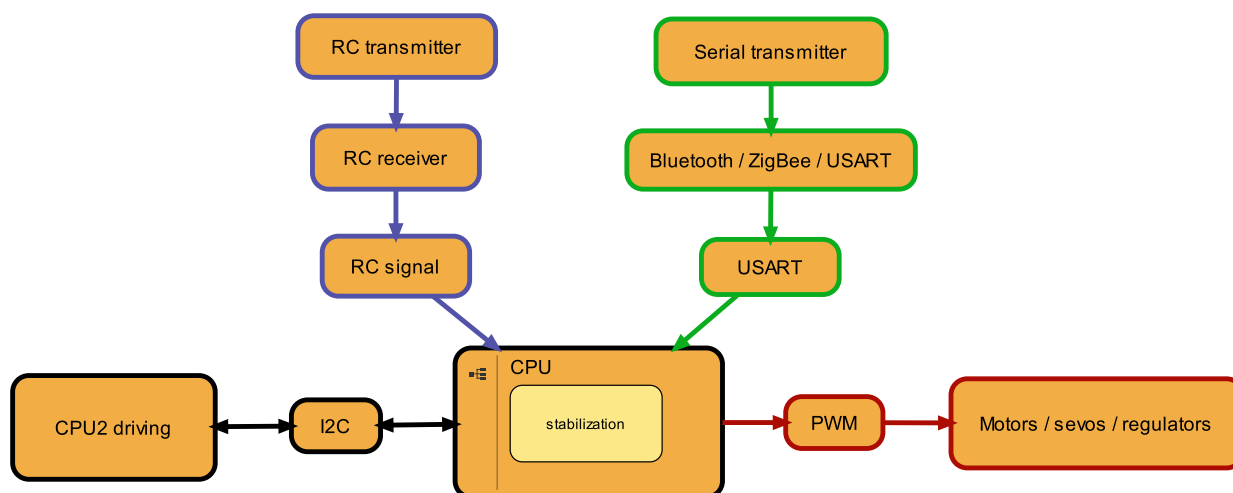 RC transmitter
Serial transmitter
RC receiver
Bluetooth / ZigBee / USART
RC signal
USART
CPU
CPU2 driving
I2C
stabilization
PWM
Motors / sevos / regulators